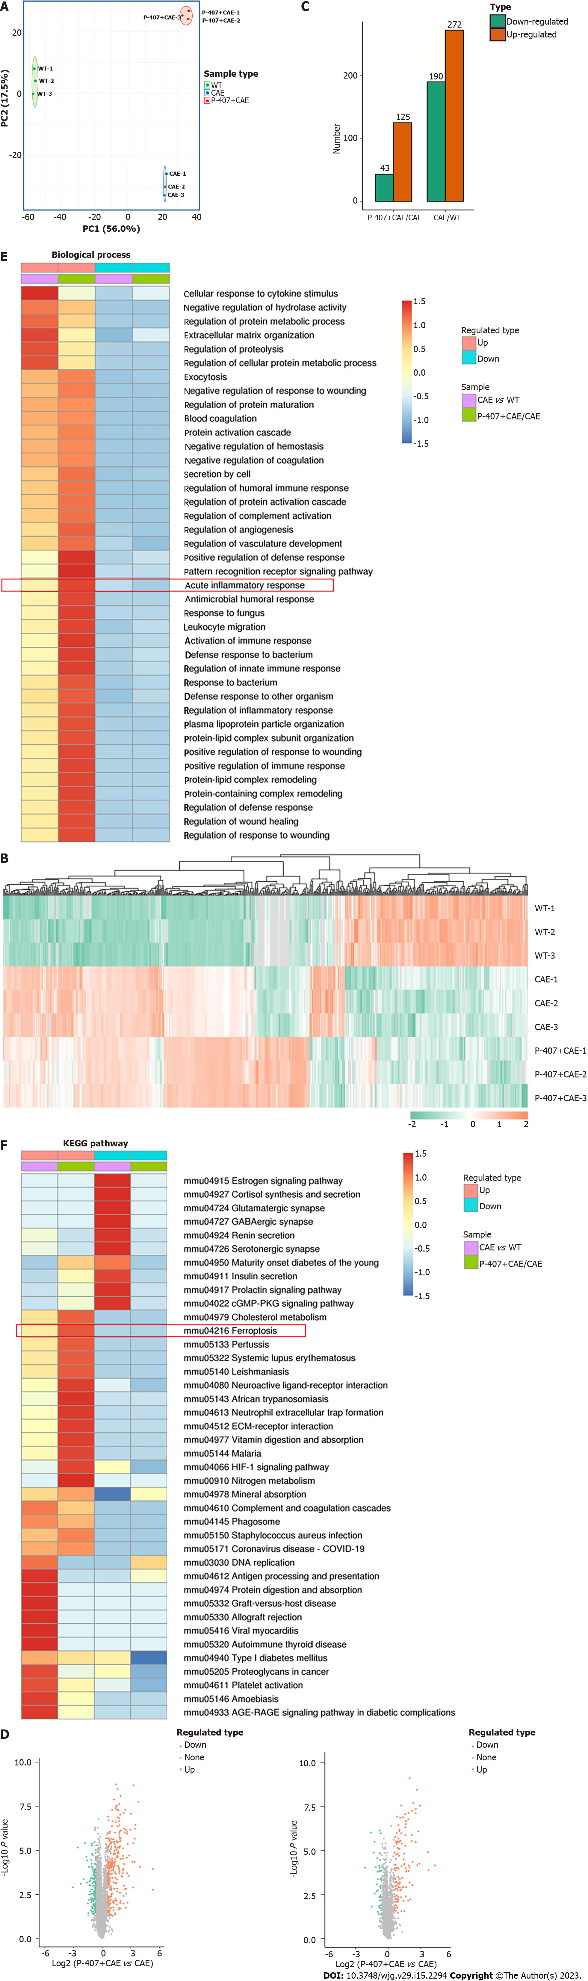 A
20
0
-20
PC2 (17.5%)
P-407+CAE-3
P-407+CAE-1
P-407+CAE-2
WT-1
WT-2
WT-3
CAE-1
CAE-2
CAE-3
-60 -40 -20 0 20 40
PC1 (56.0%)
Sample type
WT
CAE
P-407+CAE
C
Type
Down-regulated
Up-regulated
Number
200
100
0
43
125
190
272
P-407+CAE/CAE
CAE/WT
E
Biological process
Cellular response to cytokine stimulus
Negative regulation of hydrolase activity
Regulation of protein metabolic process
Extracellular matrix organization
Regulation of proteolysis
Regulation of cellular protein metabolic process
Exocytosis
Negative regulation of response to wounding
Regulation of protein maturation
Blood coagulation
Protein activation cascade
Negative regulation of hemostasis
Negative regulation of coagulation
Secretion by cell
Regulation of humoral immune response
Regulation of protein activation cascade
Regulation of complement activation
Regulation of angiogenesis
Regulation of vasculature development
Positive regulation of defense response
Pattern recognition receptor signaling pathway
Acute inflammatory response
Antimicrobial humoral response
Response to fungus
Leukocyte migration
Activation of immune response
Defense response to bacterium
Regulation of innate immune response
Response to bacterium
Defense response to other organism
Regulation of inflammatory response
Plasma lipoprotein particle organization
Protein-lipid complex subunit organization
Positive regulation of response to wounding
Positive regulation of immune response
Protein-lipid complex remodeling
Protein-containing complex remodeling
Regulation of defense response
Regulation of wound healing
Regulation of response to wounding
1.5
1.0
0.5
0.0
-0.5
-1.0
-1.5
Regulated type
Up
Down
Sample
CAE vs WT
P-407+CAE/CAE
B
WT-1
WT-2
WT-3
CAE-1
CAE-2
CAE-3
P-407+CAE-1
P-407+CAE-2
P-407+CAE-3
-2 -1 0 1 2
F
KEGG pathway
mmu04915 Estrogen signaling pathway
mmu04927 Cortisol synthesis and secretion
mmu04724 Glutamatergic synapse
mmu04727 GABAergic synapse
mmu04924 Renin secretion
mmu04726 Serotonergic synapse
mmu04950 Maturity onset diabetes of the young
mmu04911 Insulin secretion
mmu04917 Prolactin signaling pathway
mmu04022 cGMP-PKG signaling pathway
mmu04979 Cholesterol metabolism
mmu04216 Ferroptosis
mmu05133 Pertussis
mmu05322 Systemic lupus erythematosus
mmu05140 Leishmaniasis
mmu04080 Neuroactive ligand-receptor interaction
mmu05143 African trypanosomiasis
mmu04613 Neutrophil extracellular trap formation
mmu04512 ECM-receptor interaction
mmu04977 Vitamin digestion and absorption
mmu05144 Malaria
mmu04066 HIF-1 signaling pathway
mmu00910 Nitrogen metabolism
mmu04978 Mineral absorption
mmu04610 Complement and coagulation cascades
mmu04145 Phagosome
mmu05150 Staphylococcus aureus infection
mmu05171 Coronavirus disease - COVID-19
mmu03030 DNA replication
mmu04612 Antigen processing and presentation
mmu04974 Protein digestion and absorption
mmu05332 Graft-versus-host disease
mmu05330 Allograft rejection
mmu05416 Viral myocarditis
mmu05320 Autoimmune thyroid disease
mmu04940 Type I diabetes mellitus
mmu05205 Proteoglycans in cancer
mmu04611 Platelet activation
mmu05146 Amoebiasis
mmu04933 AGE-RAGE signaling pathway in diabetic complications
1.5
1.0
0.5
0.0
-0.5
-1.0
-1.5
Regulated type
Up
Down
Sample
CAE vs WT
P-407+CAE/CAE
D
Regulated type
Down
None
Up
10.0
7.5
5.0
2.5
0.0
-Log10 P value
-6 -3 0 3 6
Log2 (P-407+CAE vs CAE)
Regulated type
Down
None
Up
10.0
7.5
5.0
2.5
0.0
-Log10 P value
-6 -3 0 3 6
Log2 (P-407+CAE vs CAE)
DOI: 10.3748/wjg.v29.i15.2294 Copyright ©The Author(s) 2023.